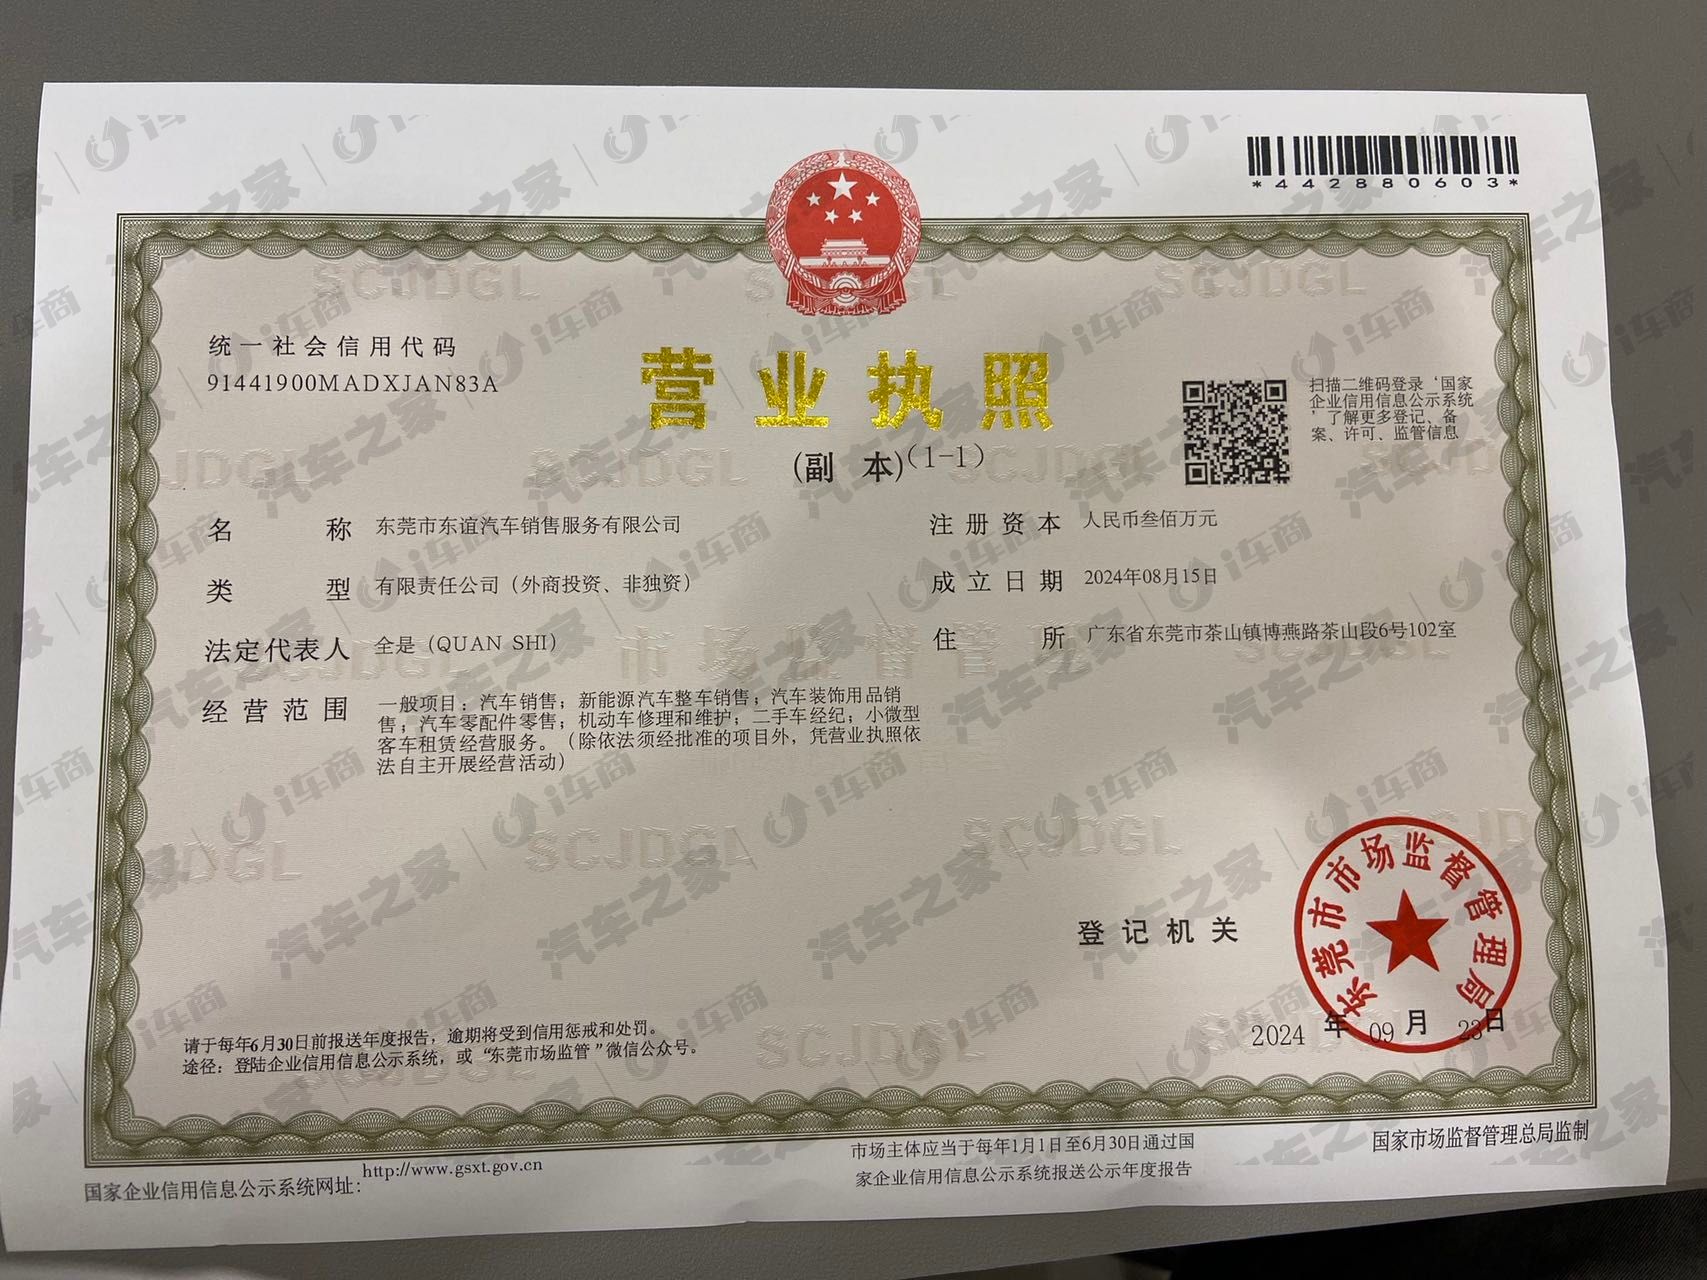 *442880603*
统一社会信用代码
91441900MADXJAN83A
营业执照
(副 本)(1-1)
扫描二维码登录‘国家
企业信用信息公示系统
’了解更多登记、备
案、许可、监管信息
名 称 东莞市东谊汽车销售服务有限公司
类 型 有限责任公司（外商投资、非独资）
法定代表人 全是（QUAN SHI）
经营范围 一般项目：汽车销售；新能源汽车整车销售；汽车装饰用品销
售；汽车零配件零售；机动车修理和维护；二手车经纪；小微型
客车租赁经营服务。（除依法须经批准的项目外，凭营业执照依
法自主开展经营活动）
注册资本 人民币叁佰万元
成立日期 2024年08月15日
住 所 广东省东莞市茶山镇博燕路茶山段6号102室
登记机关
东莞市市场监督管理局
2024 年 09 月 23日
请于每年6月30日前报送年度报告，逾期将受到信用惩戒和处罚。
途径：登陆企业信用信息公示系统，或“东莞市场监管”微信公众号。
国家企业信用信息公示系统网址：http://www.gsxt.gov.cn
市场主体应当于每年1月1日至6月30日通过国
家企业信用信息公示系统报送公示年度报告
国家市场监督管理总局监制
汽车之家 | i车商
SCJDGL
市场监督管理